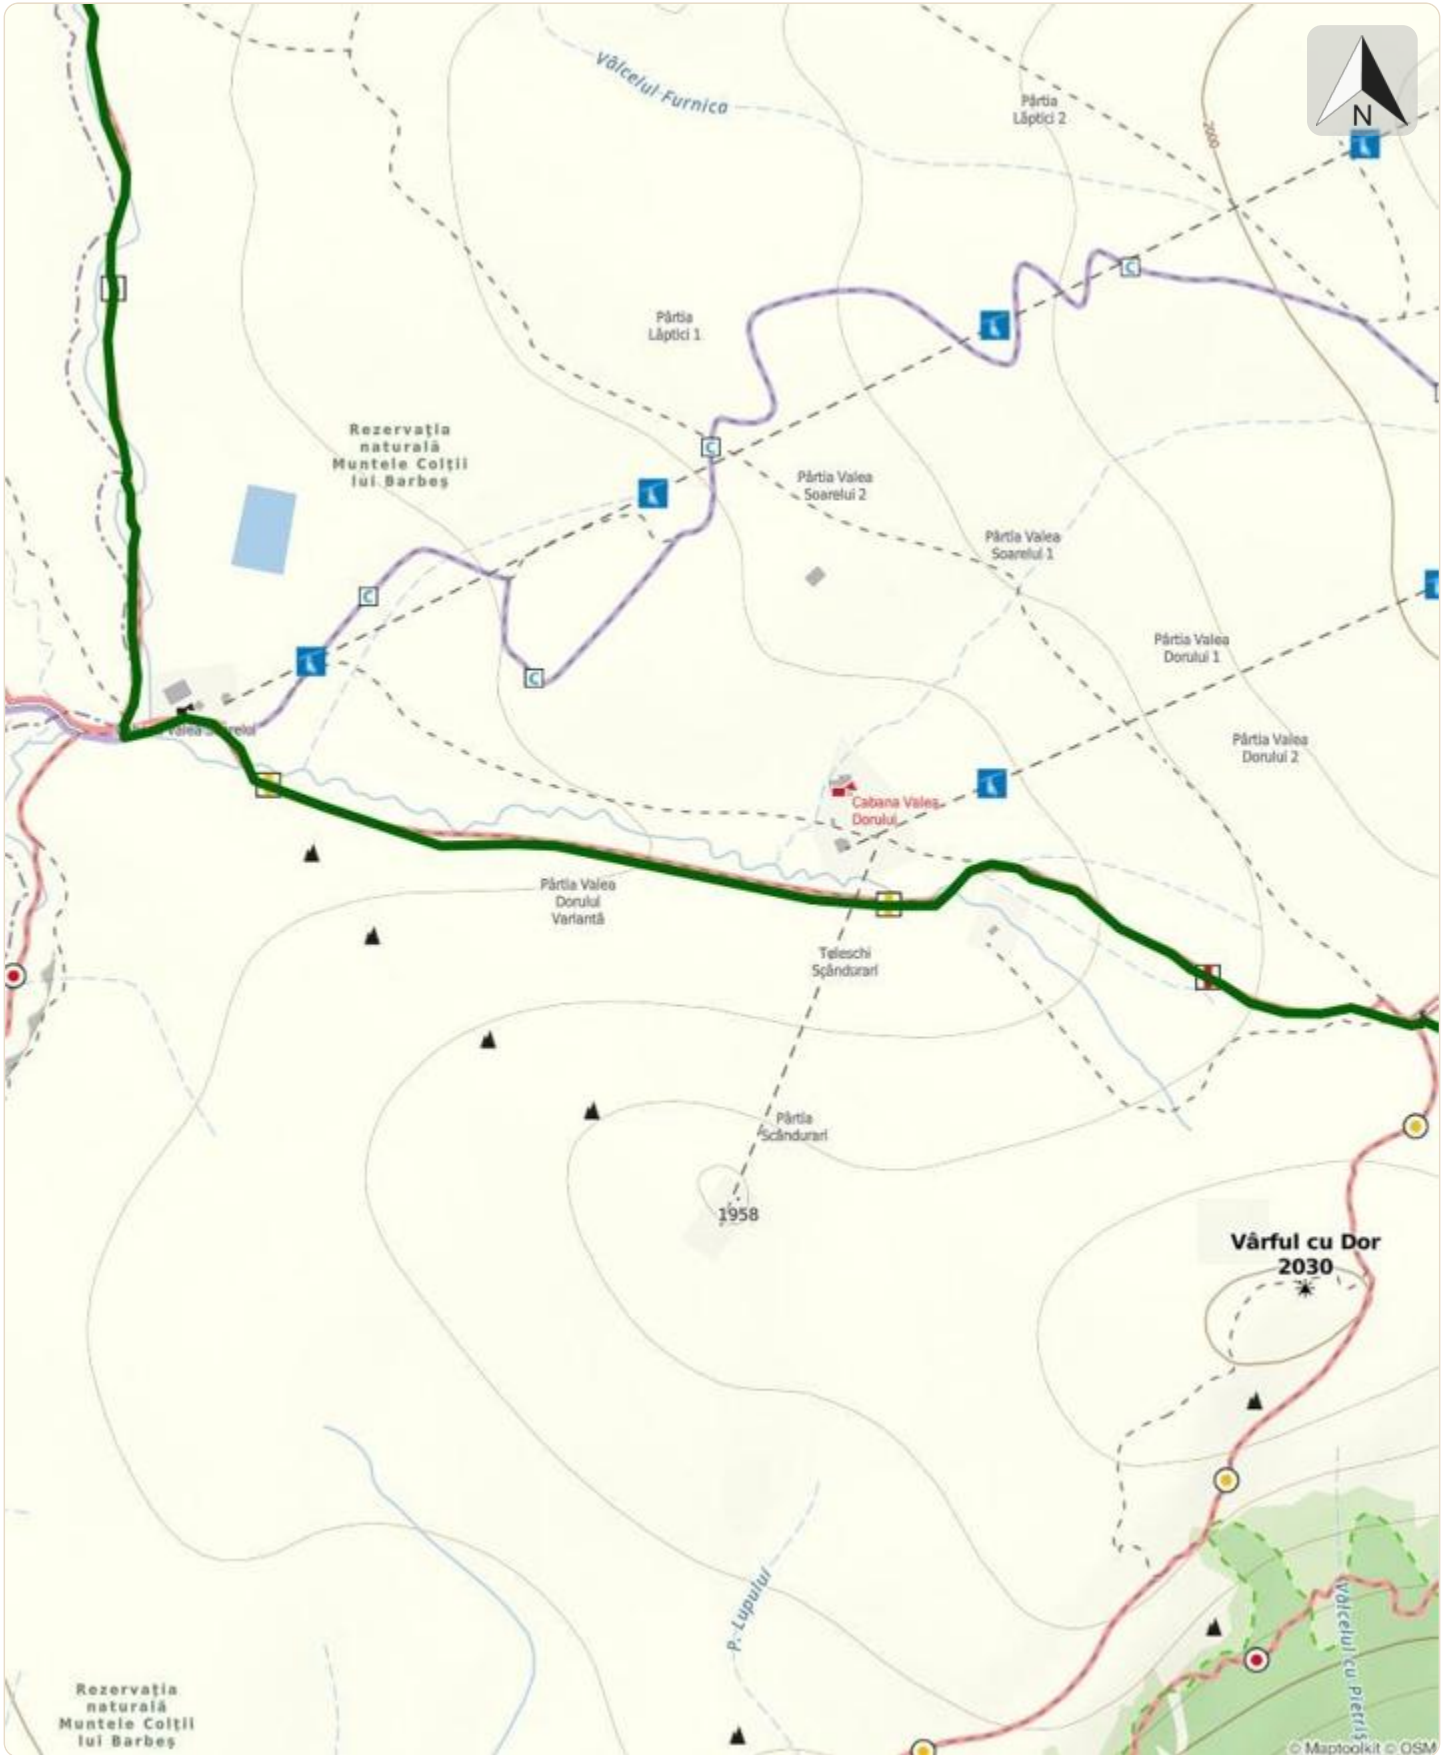 Vâlcelul Furnica
Pârtia
Lăptici 2
2000
N
Pârtia
Lăptici 1
C
C
Rezervația
naturală
Muntele Colții
lui Barbeș
Pârtia Valea
Soarelui 2
Pârtia Valea
Soarelui 1
C
C
Pârtia Valea
Dorului 1
Pârtia Valea
Dorului 2
Cabana Valea
Dorului
Pârtia Valea
Dorului
Variantă
Teleschi
Scândurari
Pârtia
Scândurari
1958
Vârful cu Dor
2030
P. Lupului
Vâlcelul cu Pietriș
Rezervația
naturală
Muntele Colții
lui Barbeș
© Maptoolkit © OSM